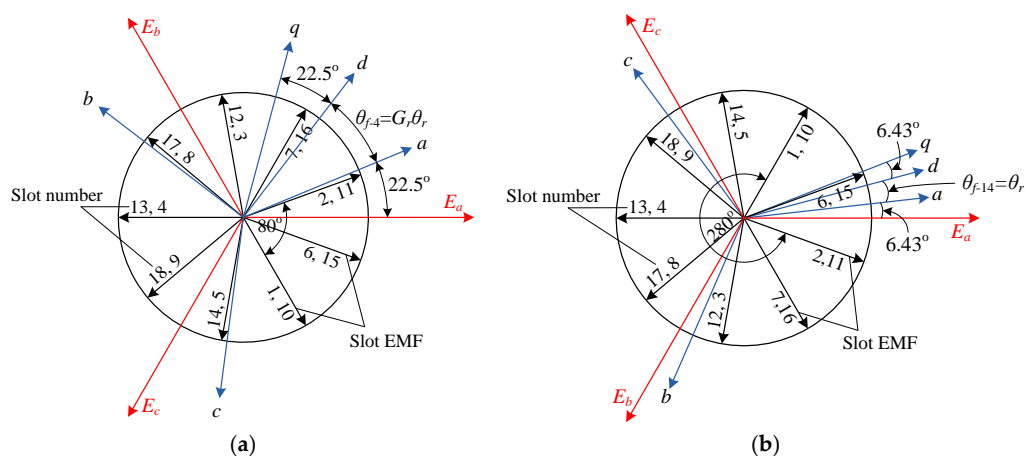 E_b
q
22.5°
d
b
12, 3
7, 16
θ_{f-4}=G_rθ_r
a
17, 8
2, 11
22.5°
Slot number
E_a
13, 4
80°
6, 15
18, 9
14, 5
1, 10
Slot EMF
c
E_c
(a)
E_c
c
14, 5
1, 10
6.43°
q
18, 9
d
Slot number
6, 15
θ_{f-14}=θ_r
a
13, 4
280°
E_a
6.43°
2,11
17, 8
12, 3
7,16
Slot EMF
b
E_b
(b)